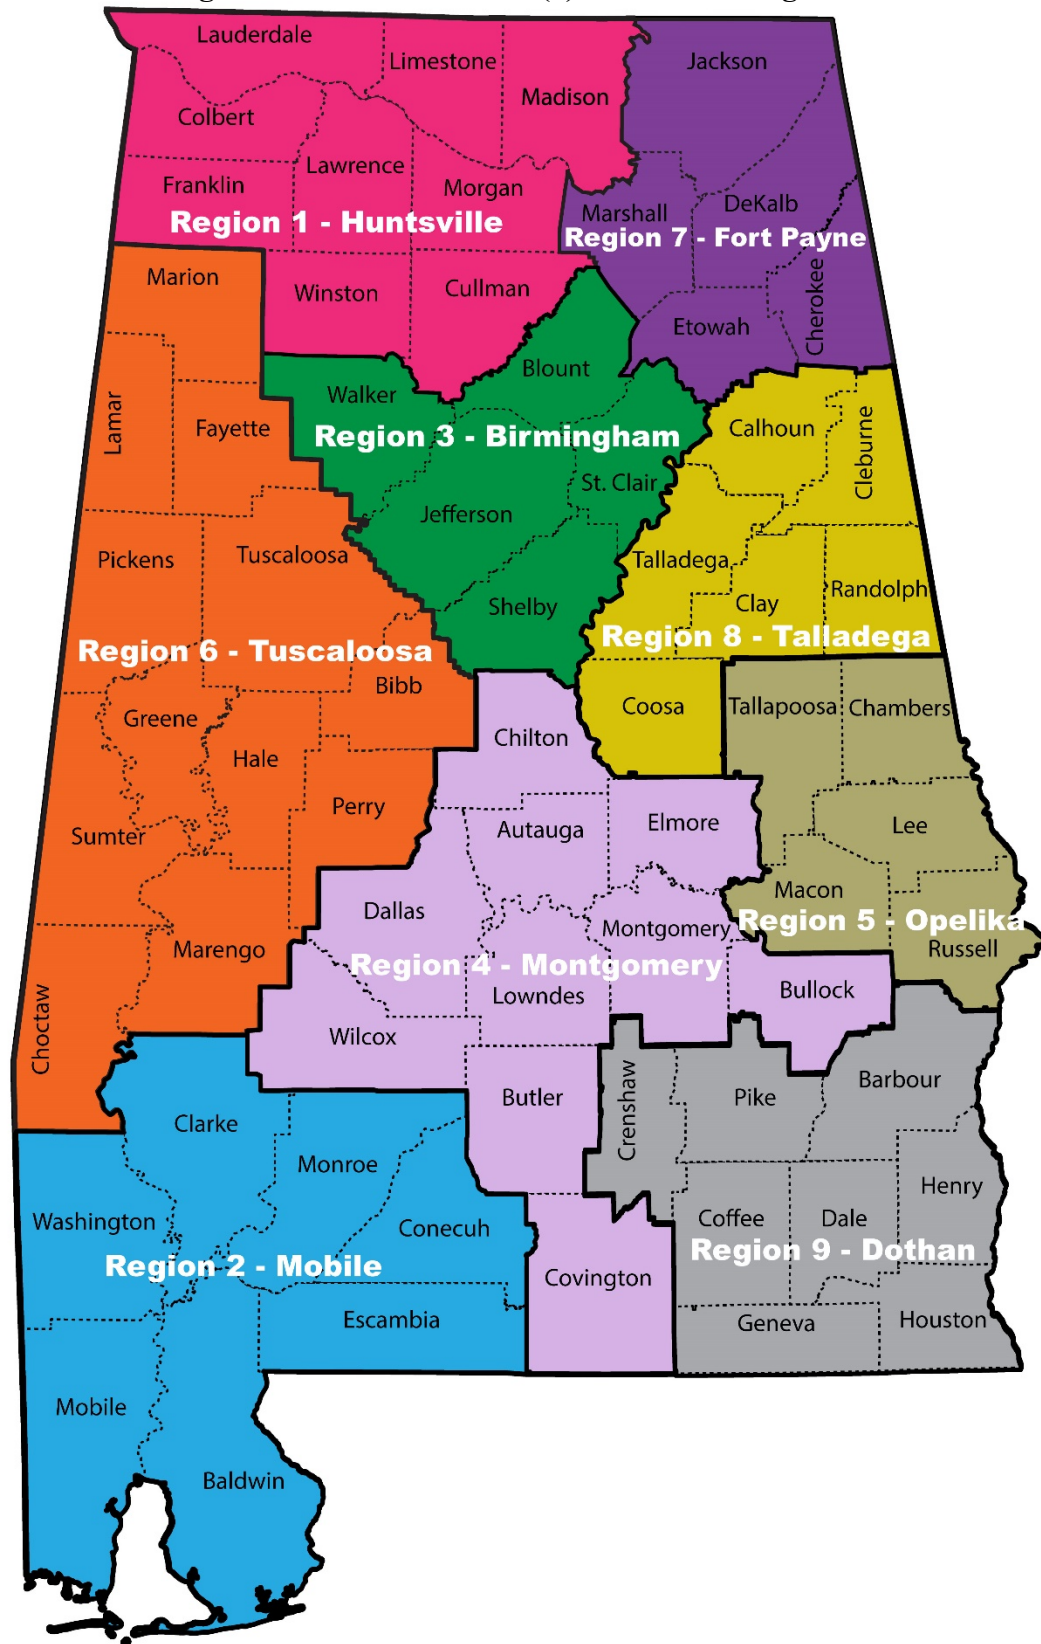 Lauderdale
Limestone
Madison
Jackson
Colbert
Lawrence
Franklin
Morgan
Marshall
DeKalb
Region 1 - Huntsville
Region 7 - Fort Payne
Marion
Winston
Cullman
Cherokee
Etowah
Blount
Walker
Lamar
Fayette
Calhoun
Cleburne
Region 3 - Birmingham
St. Clair
Jefferson
Pickens
Tuscaloosa
Talladega
Randolph
Clay
Shelby
Region 8 - Talladega
Region 6 - Tuscaloosa
Bibb
Coosa
Tallapoosa
Chambers
Greene
Chilton
Hale
Perry
Autauga
Elmore
Lee
Sumter
Macon
Dallas
Region 5 - Opelika
Montgomery
Russell
Marengo
Region 4 - Montgomery
Lowndes
Bullock
Choctaw
Wilcox
Butler
Crenshaw
Pike
Barbour
Clarke
Monroe
Henry
Washington
Conecuh
Coffee
Dale
Region 9 - Dothan
Region 2 - Mobile
Covington
Escambia
Geneva
Houston
Mobile
Baldwin